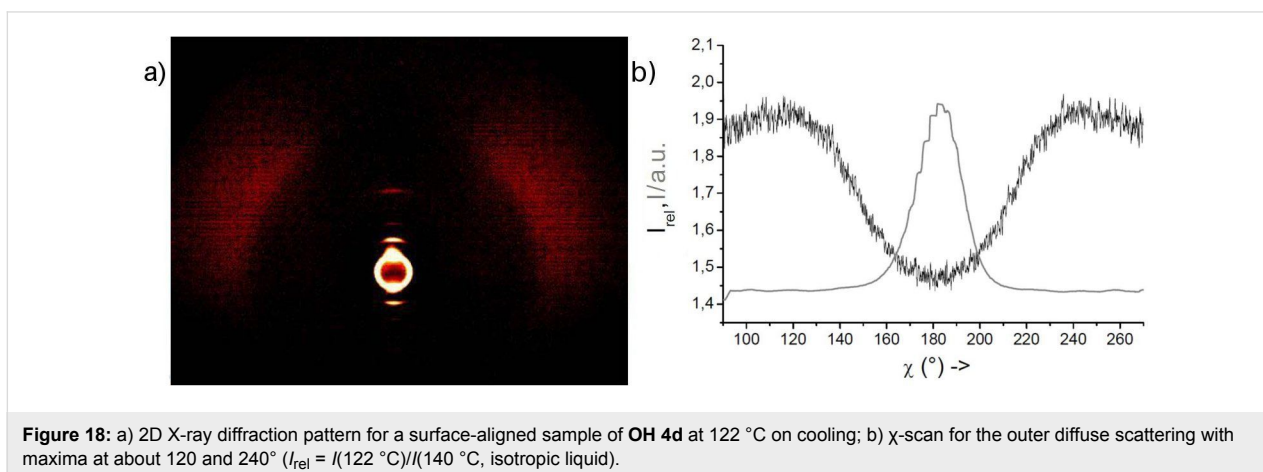 a)
b)
2,1
2,0
1,9
1,8
1,7
1,6
1,5
1,4
I_rel, I/a.u.
100 120 140 160 180 200 220 240 260
χ (°) ->
Figure 18: a) 2D X-ray diffraction pattern for a surface-aligned sample of OH 4d at 122 °C on cooling; b) χ-scan for the outer diffuse scattering with
maxima at about 120 and 240° (I_rel = I(122 °C)/I(140 °C, isotropic liquid).